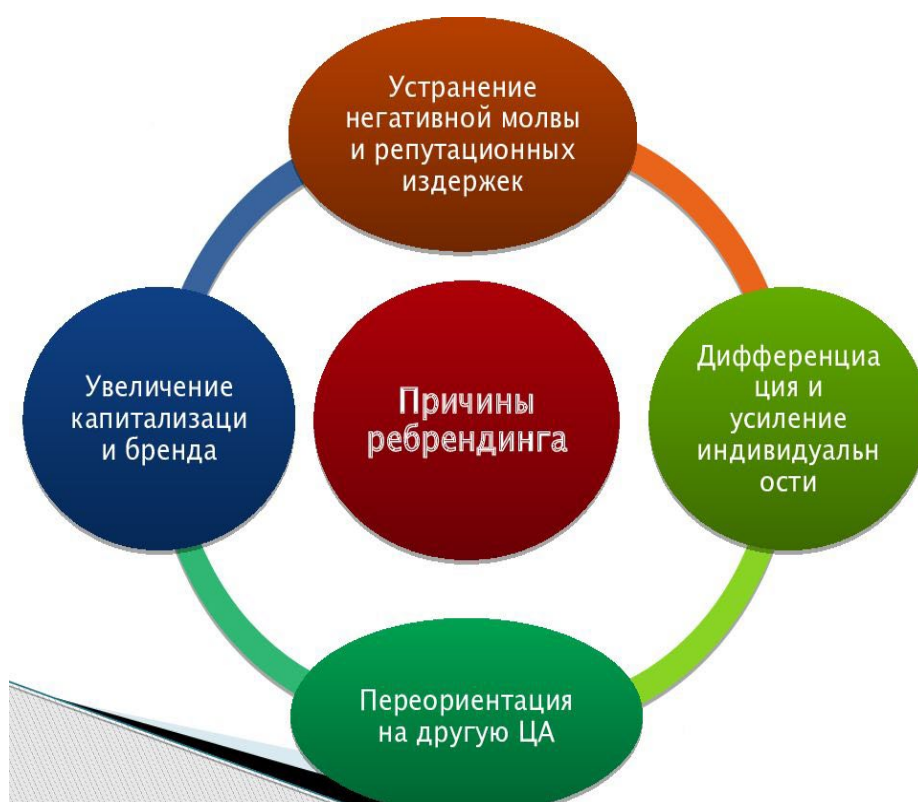 Устранение
негативной молвы
и репутационных
издержек
Увеличение
капитализаци
и бренда
Причины
ребрендинга
Дифференциа
ция и
усиление
индивидуальн
ости
Переориентация
на другую ЦА